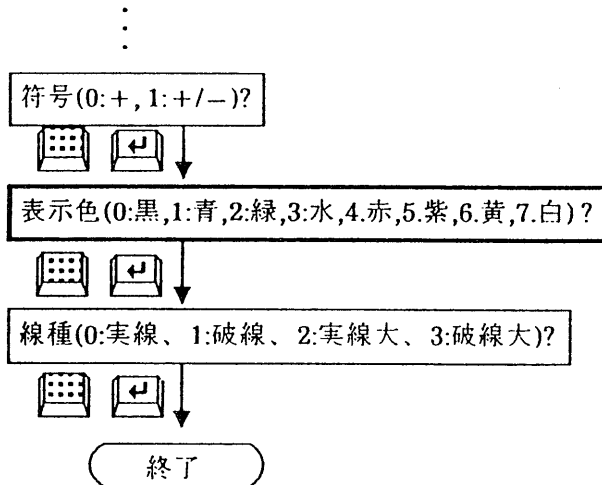 符号(0:+,1:+/−)?
表示色(0:黒,1:青,2:緑,3:水,4.赤,5.紫,6.黄,7.白)?
線種(0:実線、1:破線、2:実線大、3:破線大)?
終了